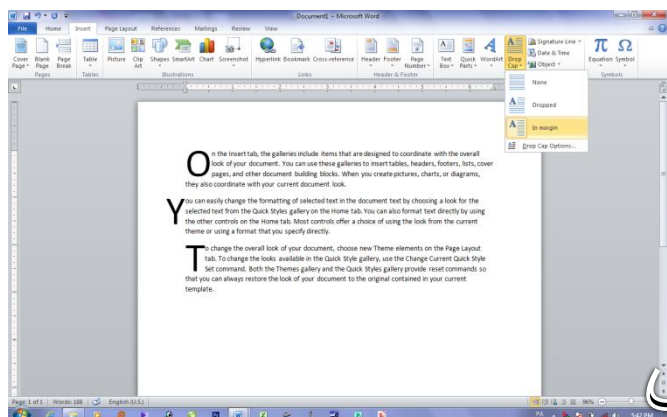 Document1 - Microsoft Word
File Home Insert Page Layout References Mailings Review View
Cover Page Blank Page Page Break Table Picture Clip Art Shapes SmartArt Chart Screenshot Hyperlink Bookmark Cross-reference Header Footer Page Number Text Box Quick Parts WordArt Drop Cap Signature Line Date & Time Object Equation Symbol
Pages Tables Illustrations Links Header & Footer Symbols
None
Dropped
In margin
Drop Cap Options...
On the Insert tab, the galleries include items that are designed to coordinate with the overall
look of your document. You can use these galleries to insert tables, headers, footers, lists, cover
pages, and other document building blocks. When you create pictures, charts, or diagrams,
they also coordinate with your current document look.
You can easily change the formatting of selected text in the document text by choosing a look for the
selected text from the Quick Styles gallery on the Home tab. You can also format text directly by using
the other controls on the Home tab. Most controls offer a choice of using the look from the current
theme or using a format that you specify directly.
To change the overall look of your document, choose new Theme elements on the Page Layout
tab. To change the looks available in the Quick Style gallery, use the Change Current Quick Style
Set command. Both the Themes gallery and the Quick Styles gallery provide reset commands so
that you can always restore the look of your document to the original contained in your current
template.
Page: 1 of 1 Words: 188 English (U.S.) 96%
PA 5:42 PM